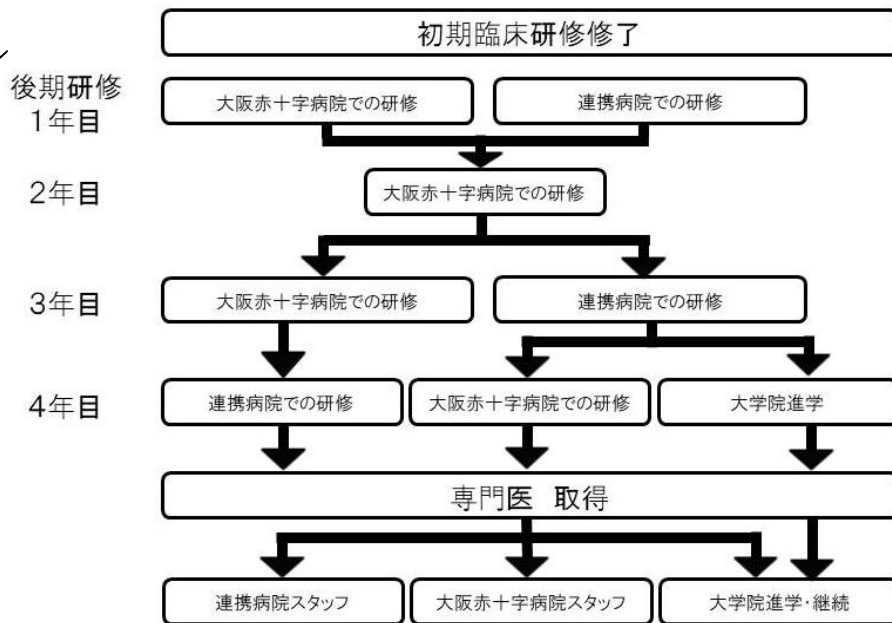 初期臨床研修修了
後期研修
1年目
大阪赤十字病院での研修
連携病院での研修
2年目
大阪赤十字病院での研修
3年目
大阪赤十字病院での研修
連携病院での研修
4年目
連携病院での研修
大阪赤十字病院での研修
大学院進学
専門医 取得
連携病院スタッフ
大阪赤十字病院スタッフ
大学院進学・継続